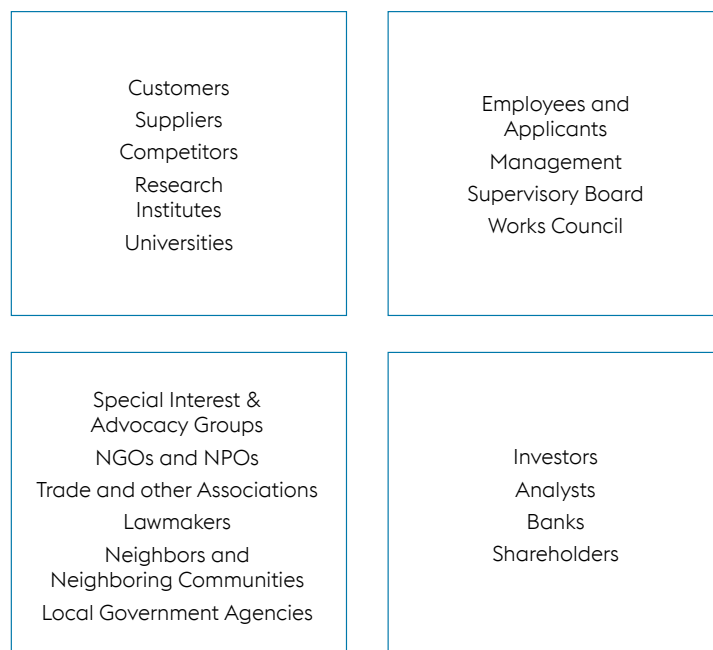 Customers
Suppliers
Competitors
Research
Institutes
Universities
Employees and
Applicants
Management
Supervisory Board
Works Council
Special Interest &
Advocacy Groups
NGOs and NPOs
Trade and other Associations
Lawmakers
Neighbors and
Neighboring Communities
Local Government Agencies
Investors
Analysts
Banks
Shareholders